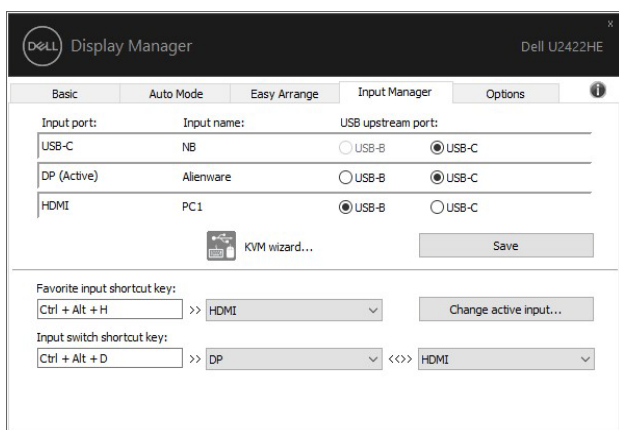 x
DELL Display Manager Dell U2422HE
Basic Auto Mode Easy Arrange Input Manager Options i
Input port: Input name: USB upstream port:
USB-C NB USB-B USB-C
DP (Active) Alienware USB-B USB-C
HDMI PC1 USB-B USB-C
KVM wizard... Save
Favorite input shortcut key:
Ctrl + Alt + H >> HDMI Change active input...
Input switch shortcut key:
Ctrl + Alt + D >> DP <<>> HDMI